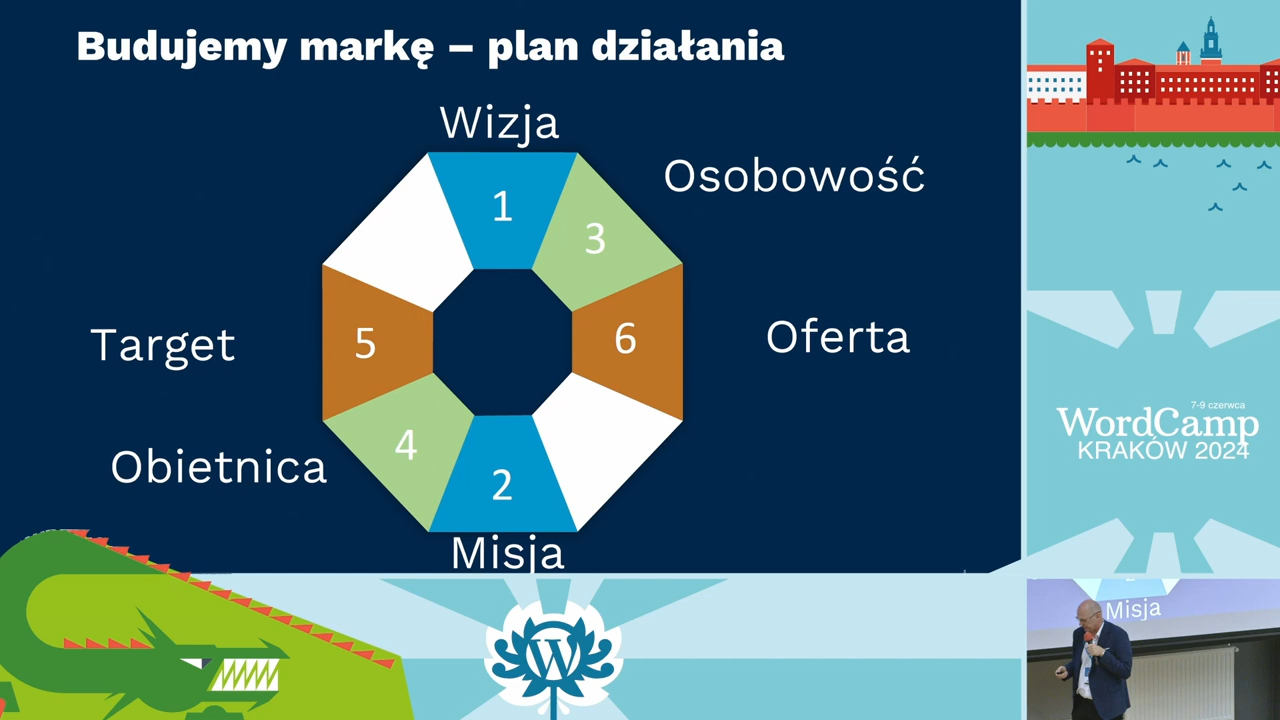 Budujemy markę – plan działania
Wizja
Osobowość
1
3
5
6
Target
Oferta
4
Obietnica
2
Misja
7-9 czerwca
WordCamp
KRAKÓW 2024
W
Misja